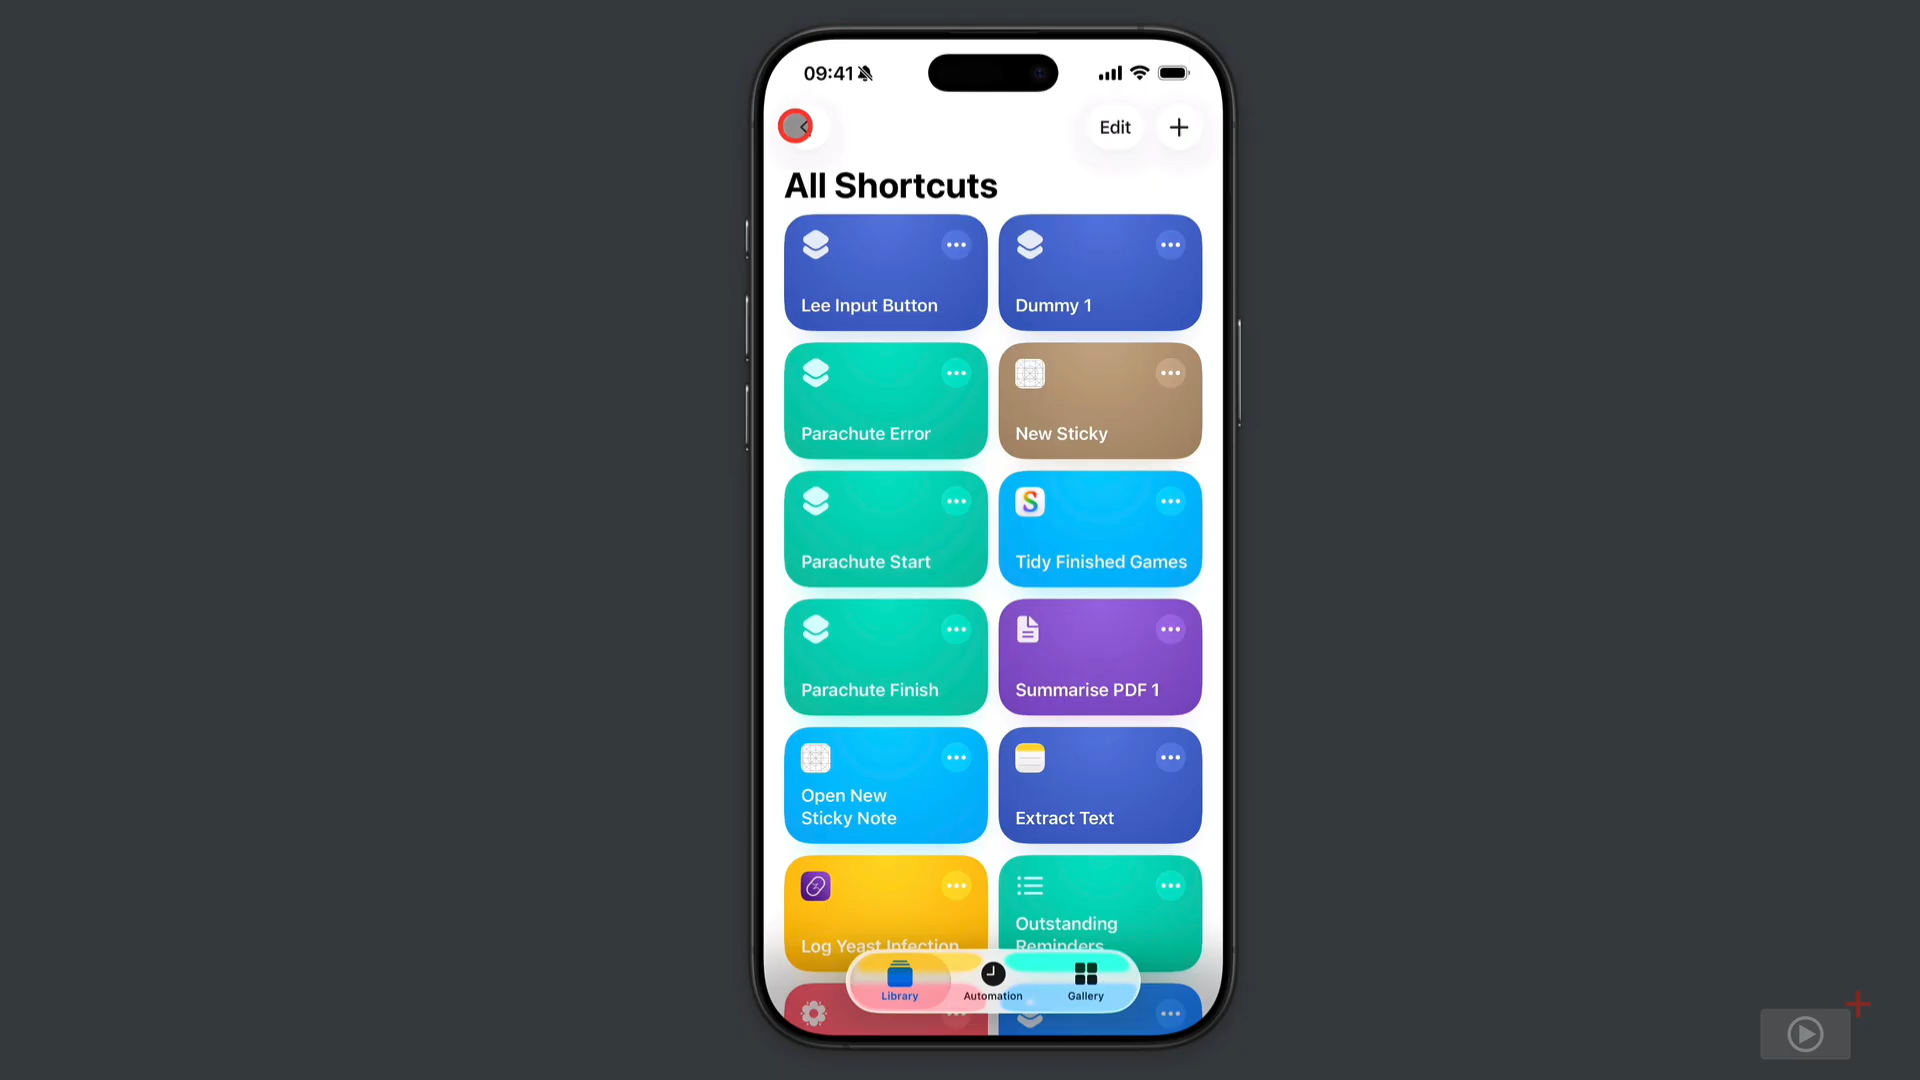 09:41
Edit
All Shortcuts
Lee Input Button
Dummy 1
Parachute Error
New Sticky
Parachute Start
S
Tidy Finished Games
Parachute Finish
Summarise PDF 1
Open New
Sticky Note
Extract Text
Log Yeast Infection
Outstanding
Reminders
Library
Automation
Gallery